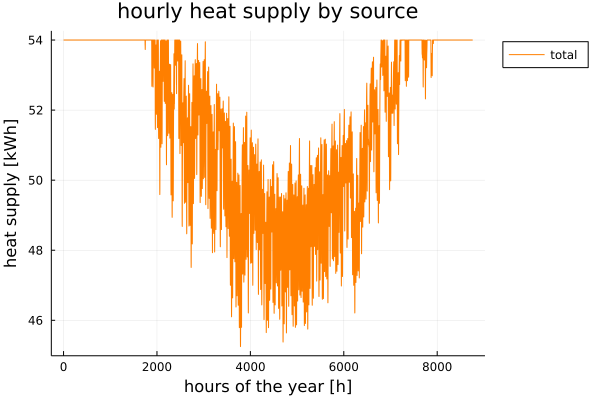 hourly heat supply by source
heat supply [kWh]
54
52
50
48
46
0 2000 4000 6000 8000
hours of the year [h]
total